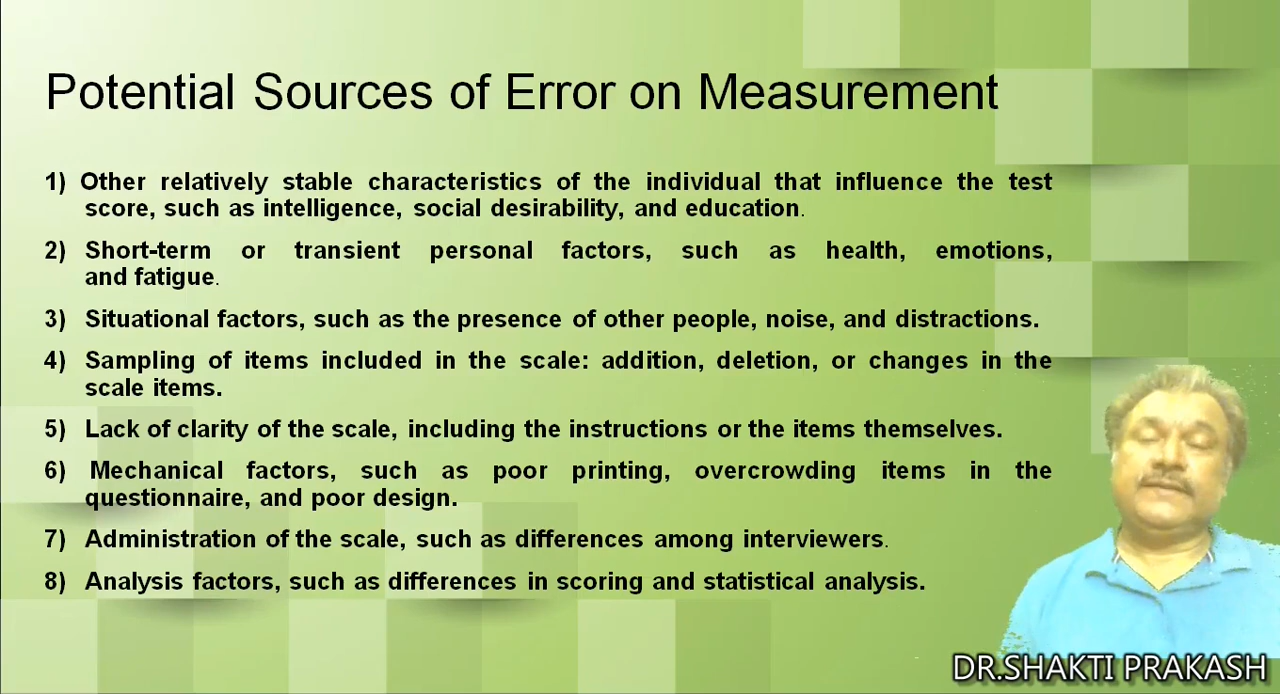 Potential Sources of Error on Measurement
1) Other relatively stable characteristics of the individual that influence the test
score, such as intelligence, social desirability, and education.
2) Short-term or transient personal factors, such as health, emotions,
and fatigue.
3) Situational factors, such as the presence of other people, noise, and distractions.
4) Sampling of items included in the scale: addition, deletion, or changes in the
scale items.
5) Lack of clarity of the scale, including the instructions or the items themselves.
6) Mechanical factors, such as poor printing, overcrowding items in the
questionnaire, and poor design.
7) Administration of the scale, such as differences among interviewers.
8) Analysis factors, such as differences in scoring and statistical analysis.
DR.SHAKTI PRAKASH